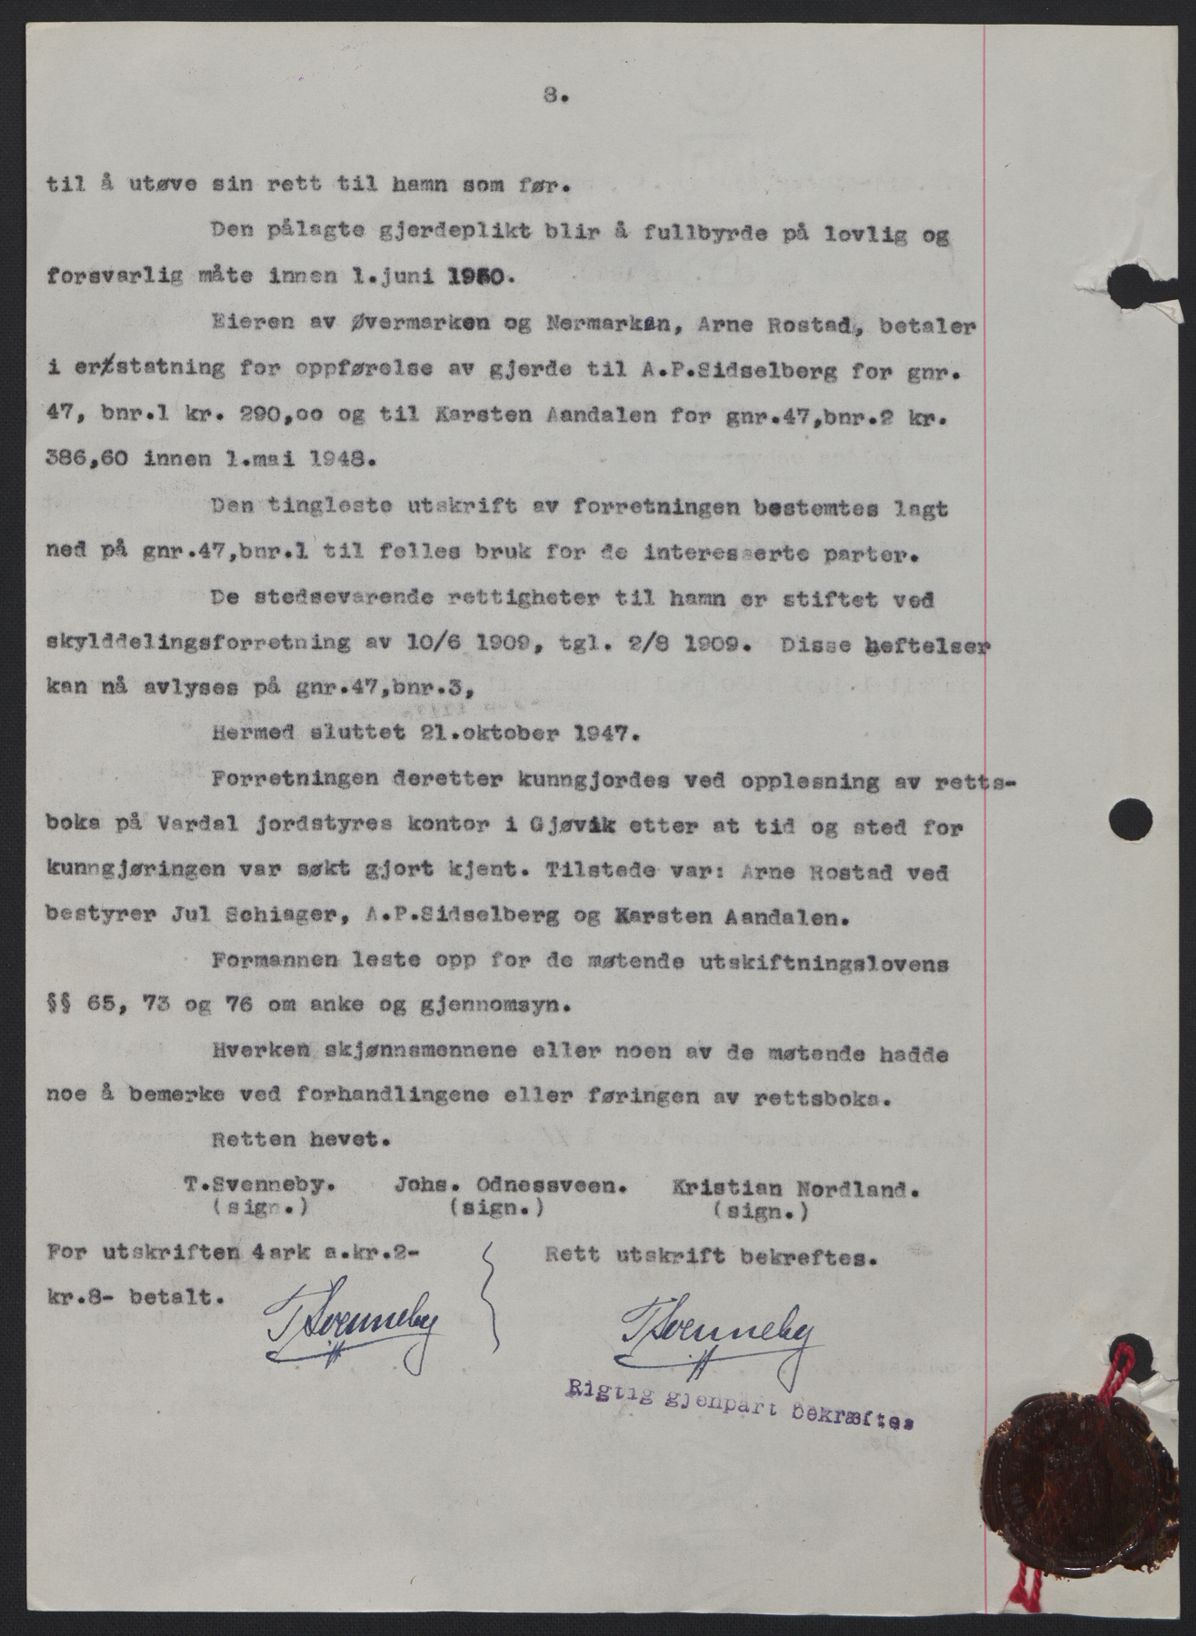 8.
til å utøve sin rett til hamn som før.
Den pålagte gjerdeplikt blir å fullbyrde på lovlig og
forsvarlig måte innen 1.juni 1950.
Eieren av Øvermarken og Nermarken, Arne Rostad, betaler
i erstatning for oppførelse av gjerde til A.P.Sidselberg for gnr.
47, bnr.1 kr. 290,oo og til Karsten Aandalen for gnr.47,bnr.2 kr.
386,60 innen 1.mai 1948.
Den tingleste utskrift av forretningen bestemtes lagt
ned på gnr.47,bnr.1 til felles bruk for de interesserte parter.
De stedsevarende rettigheter til hamn er stiftet ved
skylddelingsforretning av 10/6 1909, tgl. 2/8 1909. Disse heftelser
kan nå avlyses på gnr.47,bnr.3,
Hermed sluttet 21.oktober 1947.
Forretningen deretter kunngjordes ved opplesning av retts-
boka på Vardal jordstyres kontor i Gjøvik etter at tid og sted for
kunngjøringen var søkt gjort kjent. Tilstede var: Arne Rostad ved
bestyrer Jul Schiager, A.P.Sidselberg og Karsten Aandalen.
Formannen leste opp for de møtende utskiftningslovens
§§ 65, 73 og 76 om anke og gjennomsyn.
Hverken skjønnsmennene eller noen av de møtende hadde
noe å bemerke ved forhandlingene eller føringen av rettsboka.
Retten hevet.
T.Svenneby. Johs. Odnessveen. Kristian Nordland.
(sign.) (sign.) (sign.)
For utskriften 4ark a.kr.2- Rett utskrift bekreftes.
kr.8- betalt.
TSvenneby TSvenneby
Rigtig gjenpart bekræftes